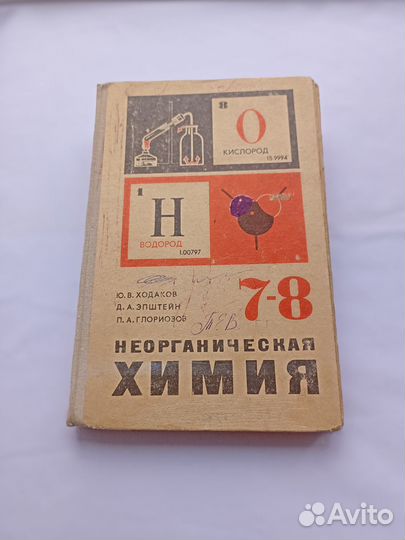 8
О
КИСЛОРОД
15.9994
1
Н
ВОДОРОД
1.00797
Ю. В. ХОДАКОВ
Д. А. ЭПШТЕЙН
П. А. ГЛОРИОЗОВ
7-8
НЕОРГАНИЧЕСКАЯ
ХИМИЯ
Avito